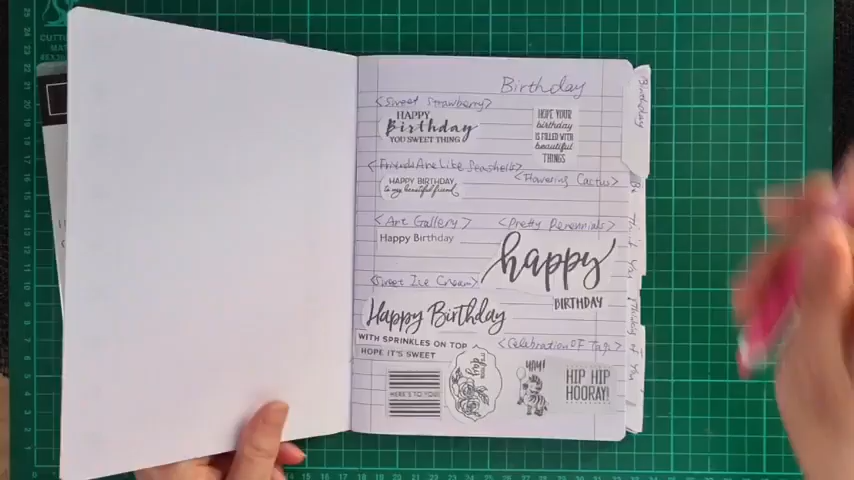 Birthday
<Sweet Strawberry>
HAPPY
Birthday
YOU SWEET THING
HOPE YOUR
birthday
IS FILLED WITH
beautiful
THINGS
<Friends Are Like Seashells>
HAPPY BIRTHDAY
to my beautiful friend
<Flowering Cactus>
<Art Gallery>
Happy Birthday
<Pretty Perennials>
happy
BIRTHDAY
<Sweet Ice Cream>
Happy Birthday
WITH SPRINKLES ON TOP
HOPE IT'S SWEET
<Celebration Of Tags>
HERE'S TO YOU!
day
YAY!
HIP HIP
HOORAY!
Birthday
CUTTING
MAT